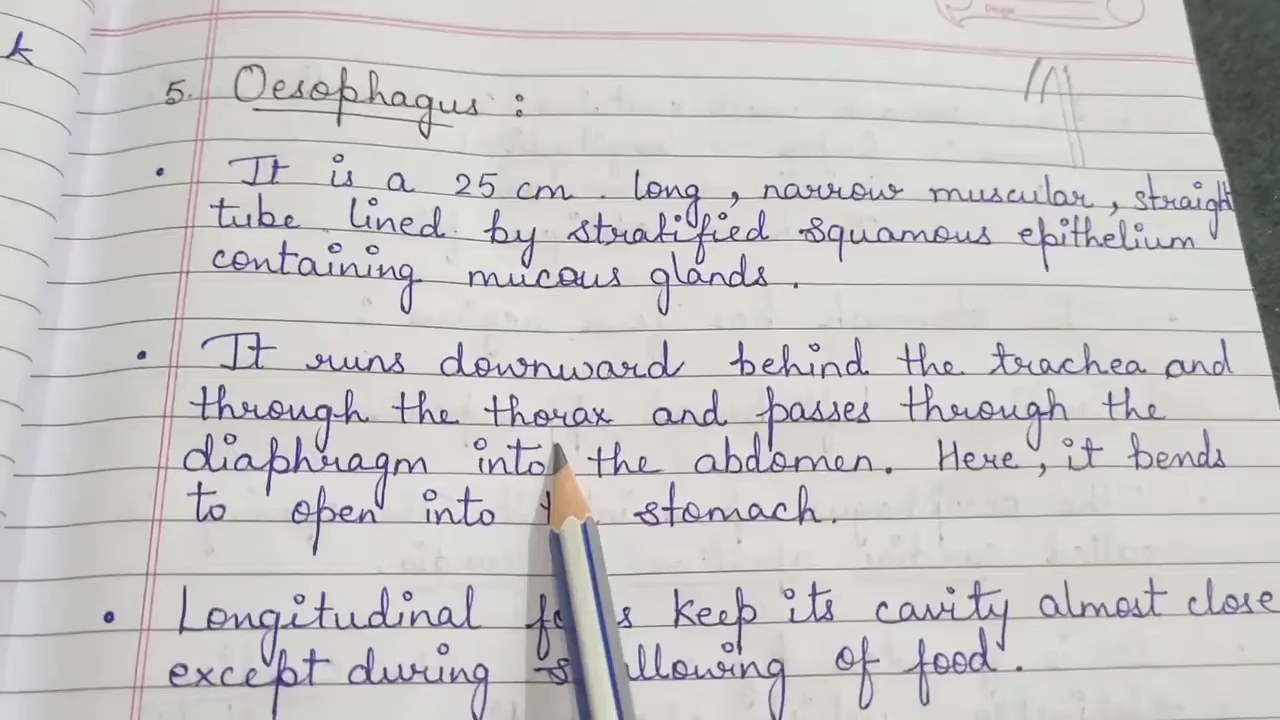 k
5. Oesophagus :
• It is a 25 cm. long, narrow muscular, straight
tube lined by stratified squamous epithelium
containing mucous glands.
• It runs downward behind the trachea and
through the thorax and passes through the
diaphragm into the abdomen. Here, it bends
to open into stomach.
• Longitudinal keep its cavity almost close
except during of food.